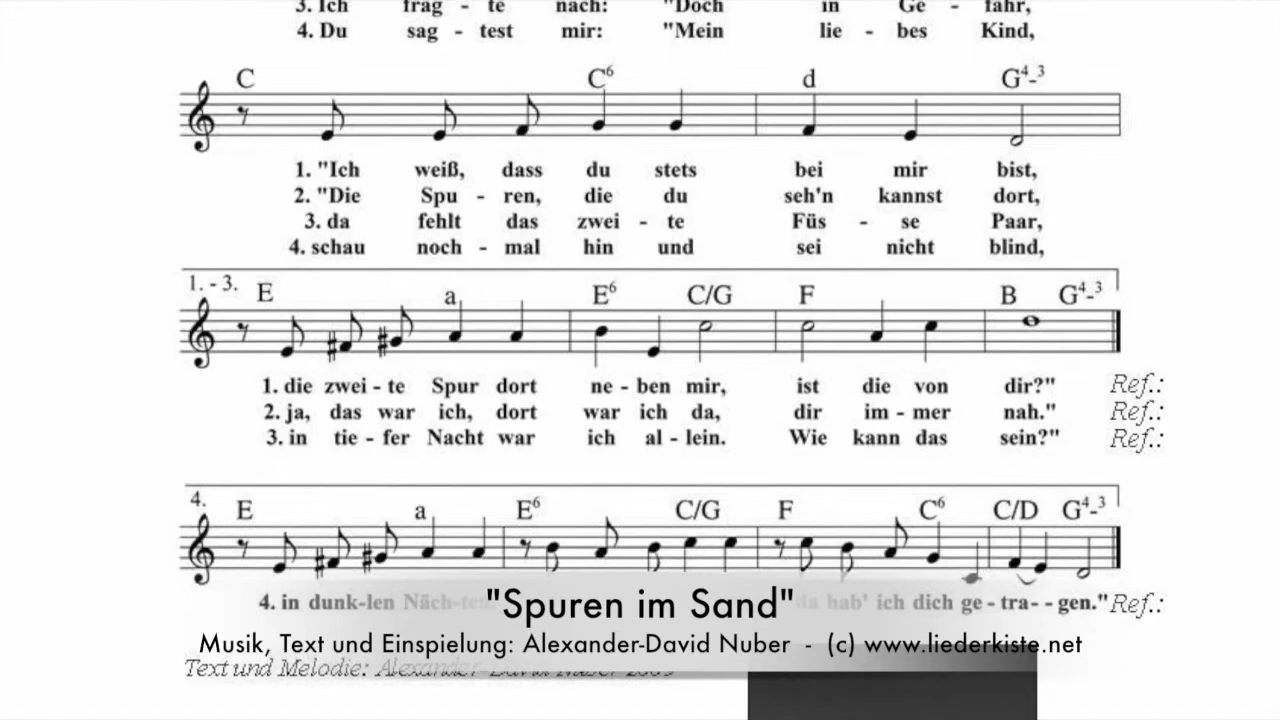 3. Ich frag - te nach: "Doch in Ge - fahr,
4. Du sag - test mir: "Mein lie - bes Kind,
C C6 d G4-3
1. "Ich weiß, dass du stets bei mir bist,
2. "Die Spu - ren, die du seh'n kannst dort,
3. da fehlt das zwei - te Füs - se Paar,
4. schau noch - mal hin und sei nicht blind,
1. - 3. E a E6 C/G F B G4-3
1. die zwei - te Spur dort ne - ben mir, ist die von dir?" Ref.:
2. ja, das war ich, dort war ich da, dir im - mer nah." Ref.:
3. in tie - fer Nacht war ich al - lein. Wie kann das sein?" Ref.:
4. E a E6 C/G F C6 C/D G4-3
4. in dunk - len Näch - ten da hab' ich dich ge - tra - - gen." Ref.:
"Spuren im Sand"
Musik, Text und Einspielung: Alexander-David Nuber - (c) www.liederkiste.net
Text und Melodie: Alexander-David Nuber